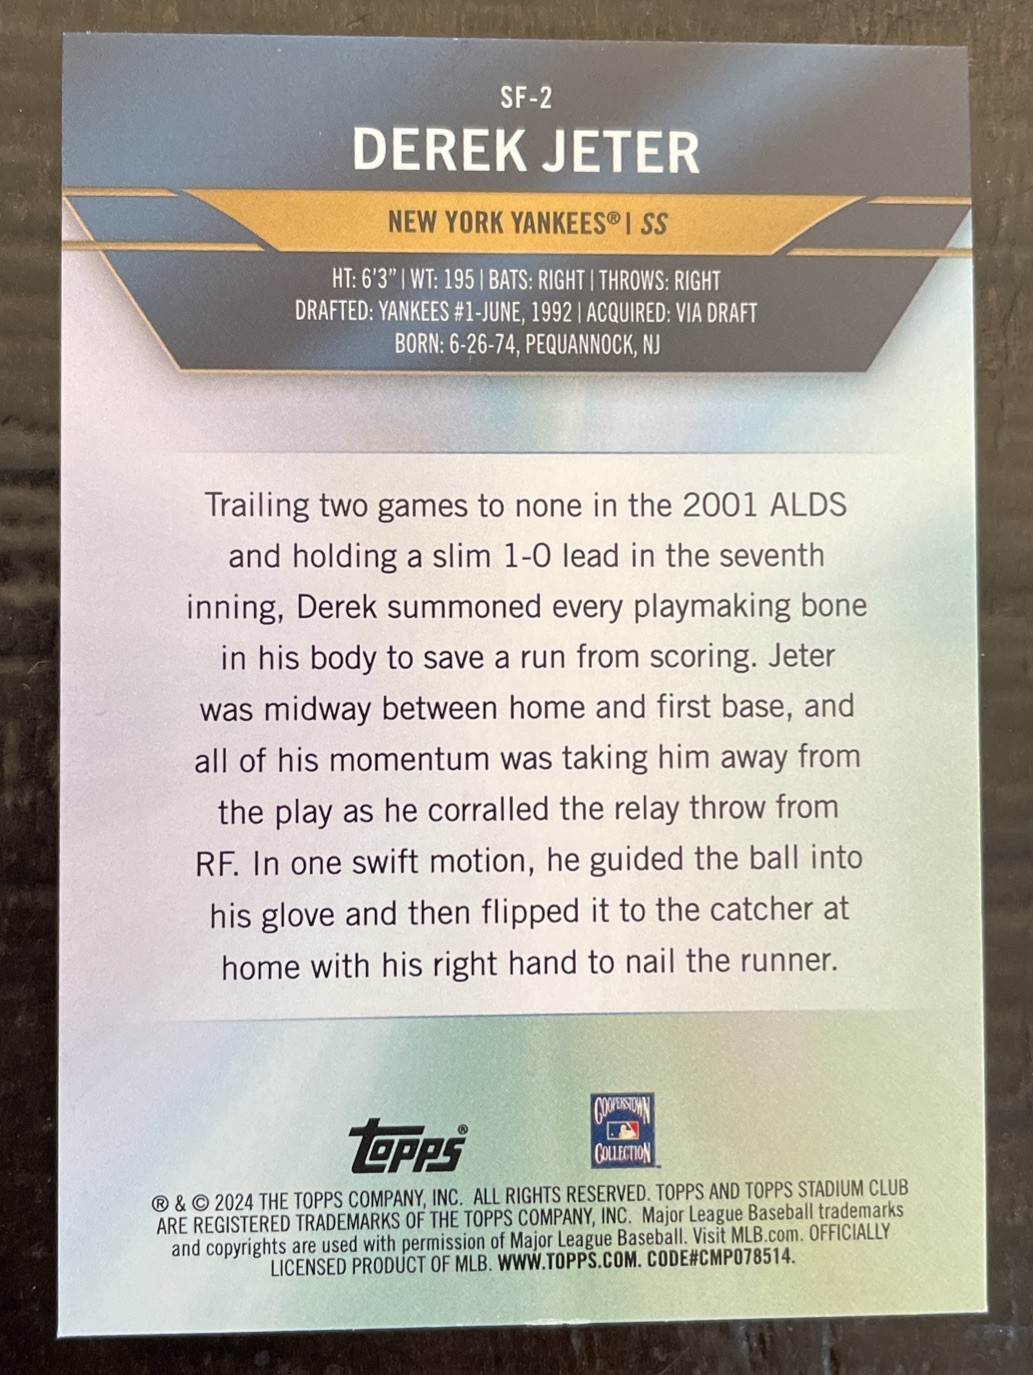 SF-2
DEREK JETER
NEW YORK YANKEES® | SS
HT: 6'3" | WT: 195 | BATS: RIGHT | THROWS: RIGHT
DRAFTED: YANKEES #1-JUNE, 1992 | ACQUIRED: VIA DRAFT
BORN: 6-26-74, PEQUANNOCK, NJ
Trailing two games to none in the 2001 ALDS
and holding a slim 1-0 lead in the seventh
inning, Derek summoned every playmaking bone
in his body to save a run from scoring. Jeter
was midway between home and first base, and
all of his momentum was taking him away from
the play as he corralled the relay throw from
RF. In one swift motion, he guided the ball into
his glove and then flipped it to the catcher at
home with his right hand to nail the runner.
TOPPS®
COOPERSTOWN
COLLECTION™
® & © 2024 THE TOPPS COMPANY, INC. ALL RIGHTS RESERVED. TOPPS AND TOPPS STADIUM CLUB
ARE REGISTERED TRADEMARKS OF THE TOPPS COMPANY, INC. Major League Baseball trademarks
and copyrights are used with permission of Major League Baseball. Visit MLB.com. OFFICIALLY
LICENSED PRODUCT OF MLB. WWW.TOPPS.COM. CODE#CMP078514.